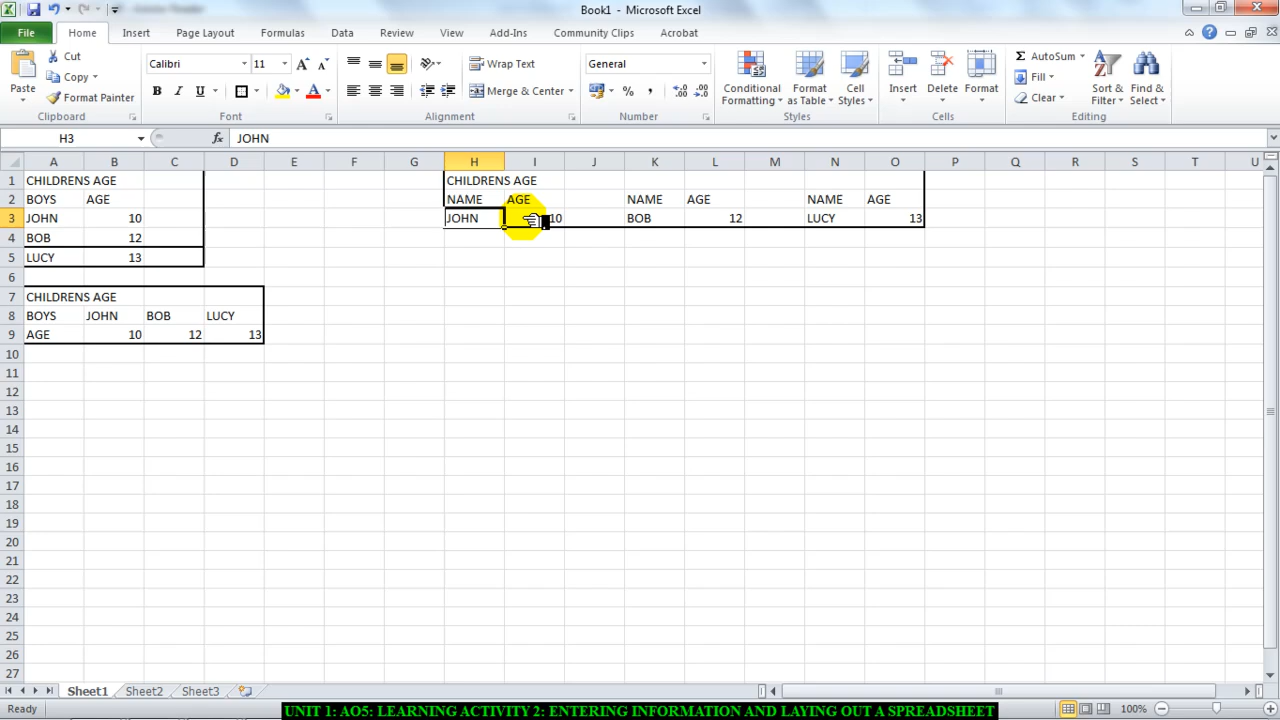 Book1 - Microsoft Excel
File Home Insert Page Layout Formulas Data Review View Add-Ins Community Clips Acrobat
Paste
Cut
Copy
Format Painter
Clipboard
Calibri 11
B I U A
Font
Wrap Text
Merge & Center
Alignment
General
%
Number
Conditional Formatting
Format as Table
Cell Styles
Styles
Insert Delete Format
Cells
AutoSum
Fill
Clear
Sort & Filter
Find & Select
Editing
H3 fx JOHN
A B C D E F G H I J K L M N O P Q R S T U
1 CHILDRENS AGE CHILDRENS AGE
2 BOYS AGE NAME AGE NAME AGE NAME AGE
3 JOHN 10 JOHN 10 BOB 12 LUCY 13
4 BOB 12
5 LUCY 13
6
7 CHILDRENS AGE
8 BOYS JOHN BOB LUCY
9 AGE 10 12 13
10
11
12
13
14
15
16
17
18
19
20
21
22
23
24
25
26
27
Sheet1 Sheet2 Sheet3
Ready 100%
UNIT 1: AO5: LEARNING ACTIVITY 2: ENTERING INFORMATION AND LAYING OUT A SPREADSHEET